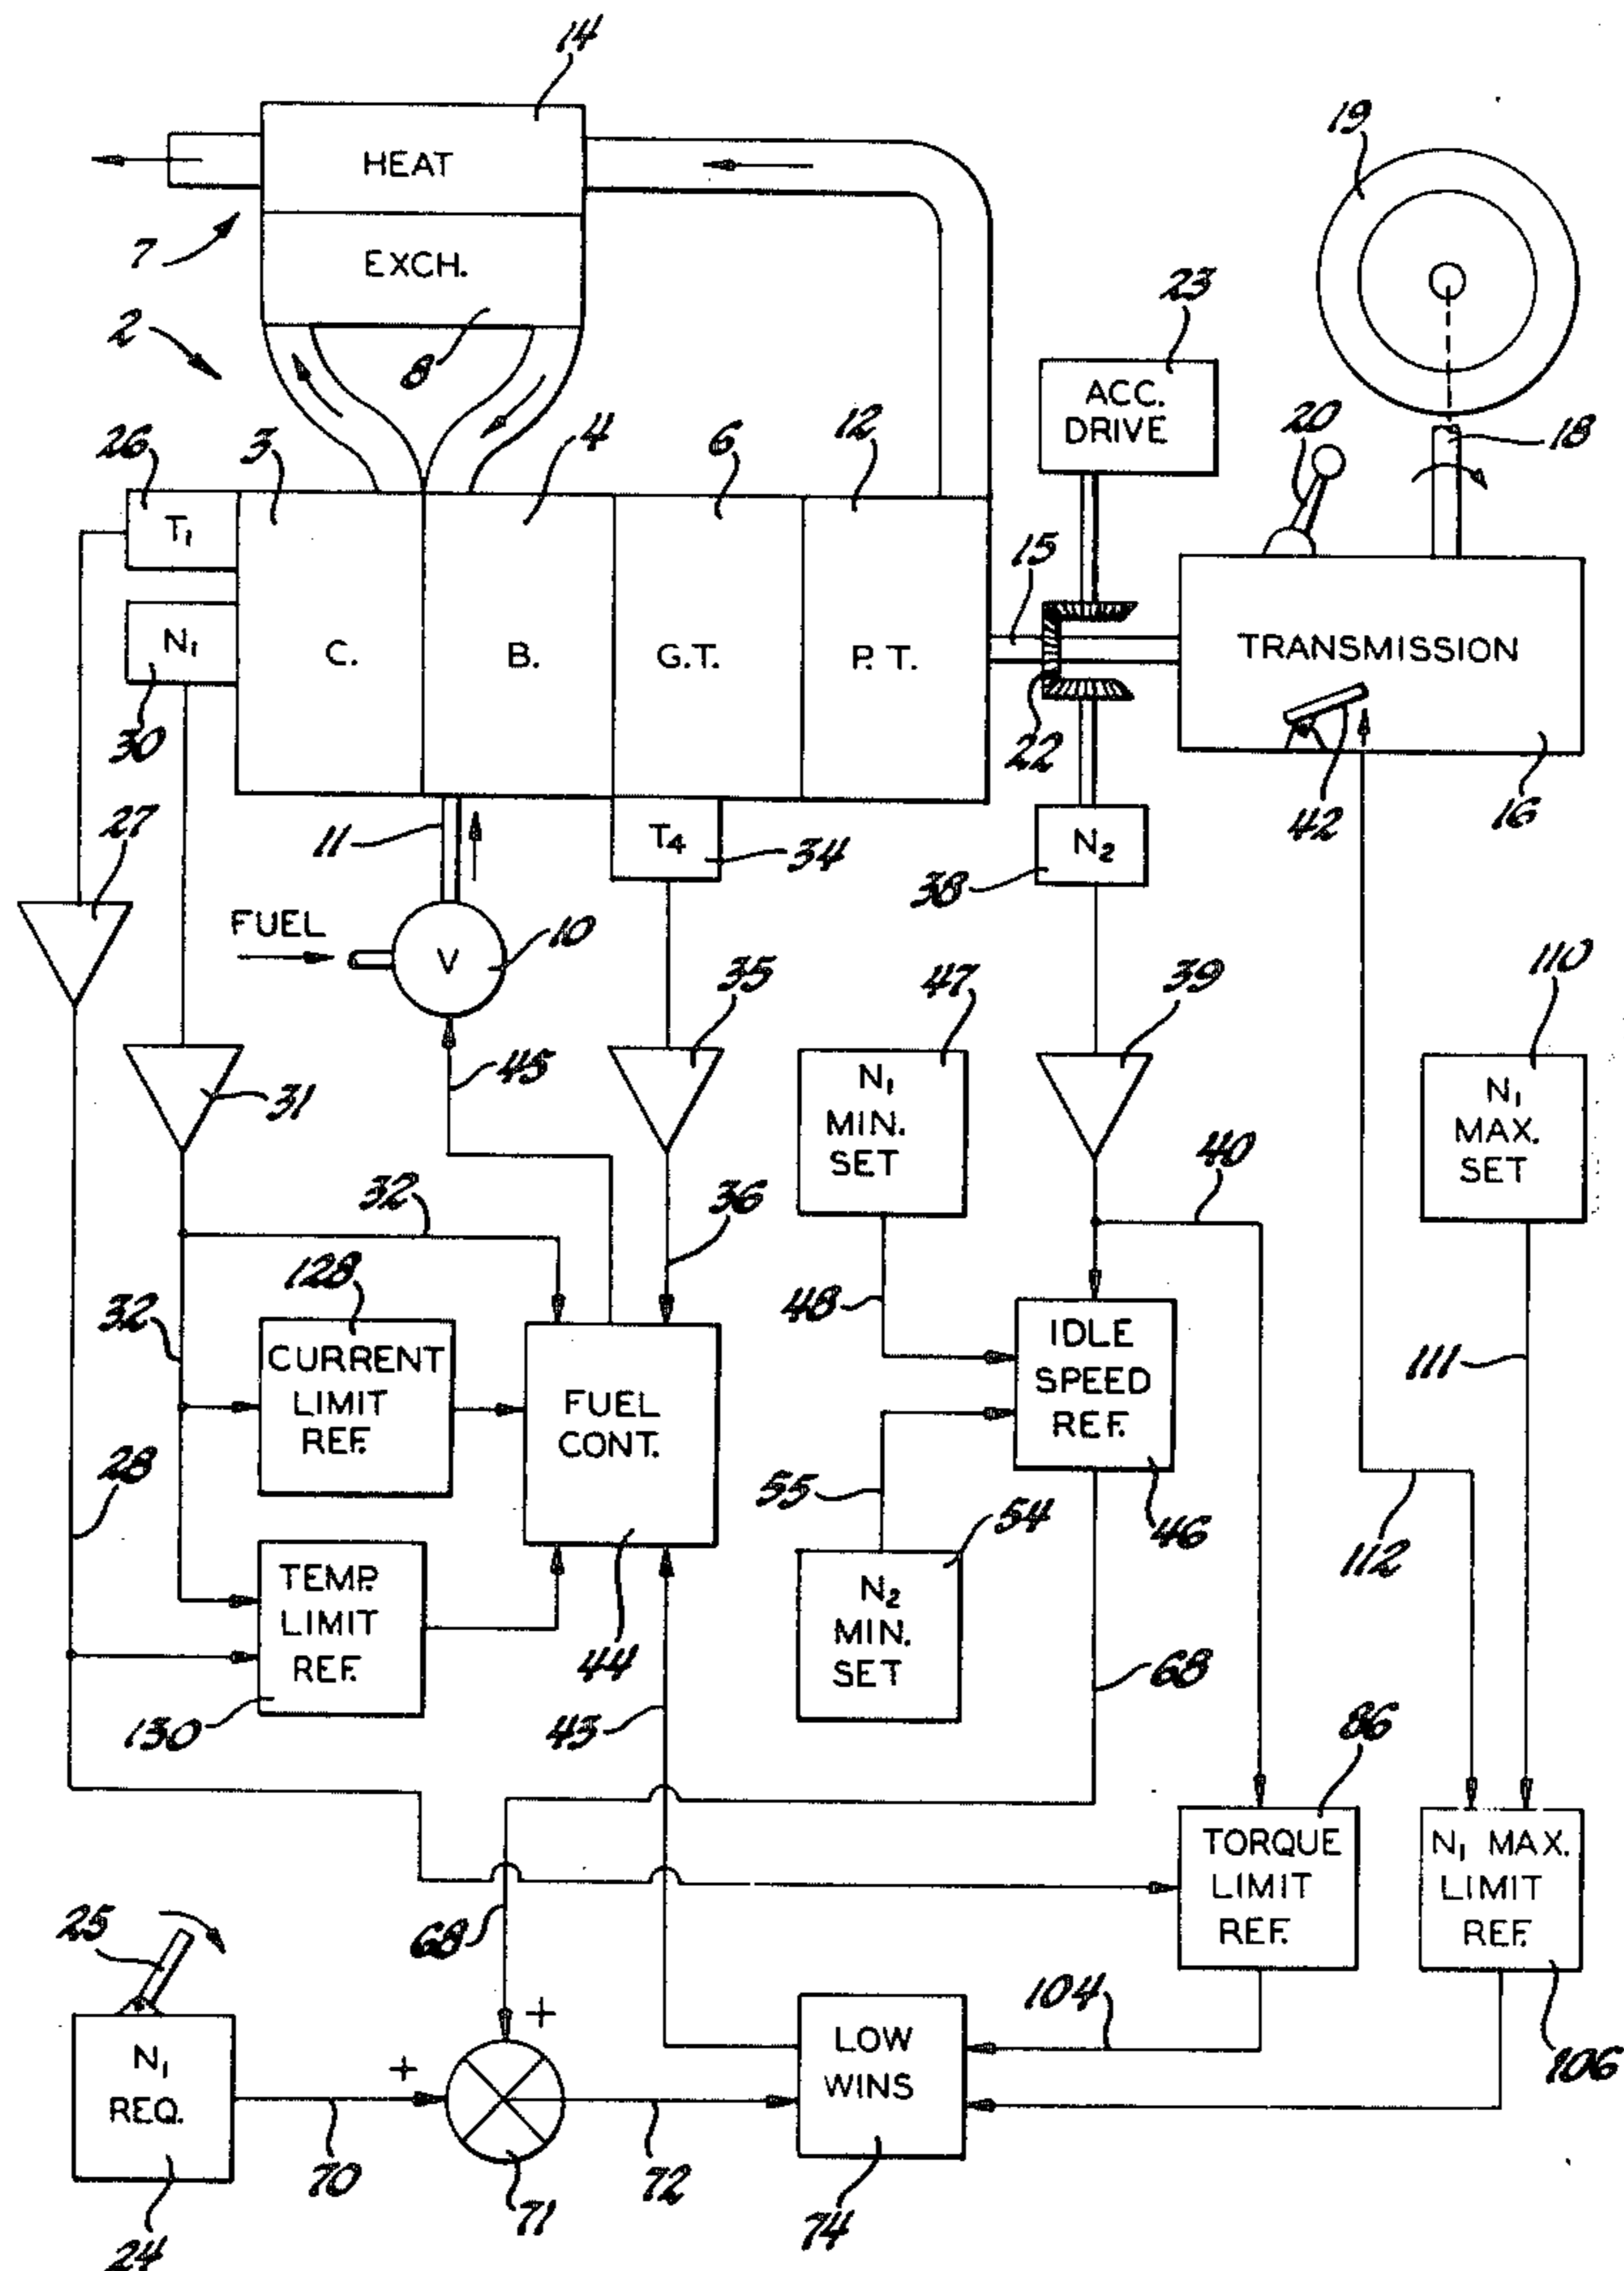 14
HEAT
19
7
EXCH.
23
2
8
ACC.
DRIVE
20
18
26
3
4
6
12
T1
15
N1
C.
B.
G.T.
P.T.
TRANSMISSION
30
22
42
16
27
11
T4
34
N2
38
FUEL
V
10
35
47
39
110
45
N1
MIN.
SET
N1
MAX.
SET
31
40
32
36
128
48
32
CURRENT
LIMIT
REF.
FUEL
CONT.
IDLE
SPEED
REF.
111
28
55
54
46
112
TEMP.
LIMIT
REF.
44
N2
MIN.
SET
68
130
43
86
TORQUE
LIMIT
REF.
N1 MAX.
LIMIT
REF.
25
68
104
+
N1
REQ.
+
LOW
WINS
106
70
72
71
74
24